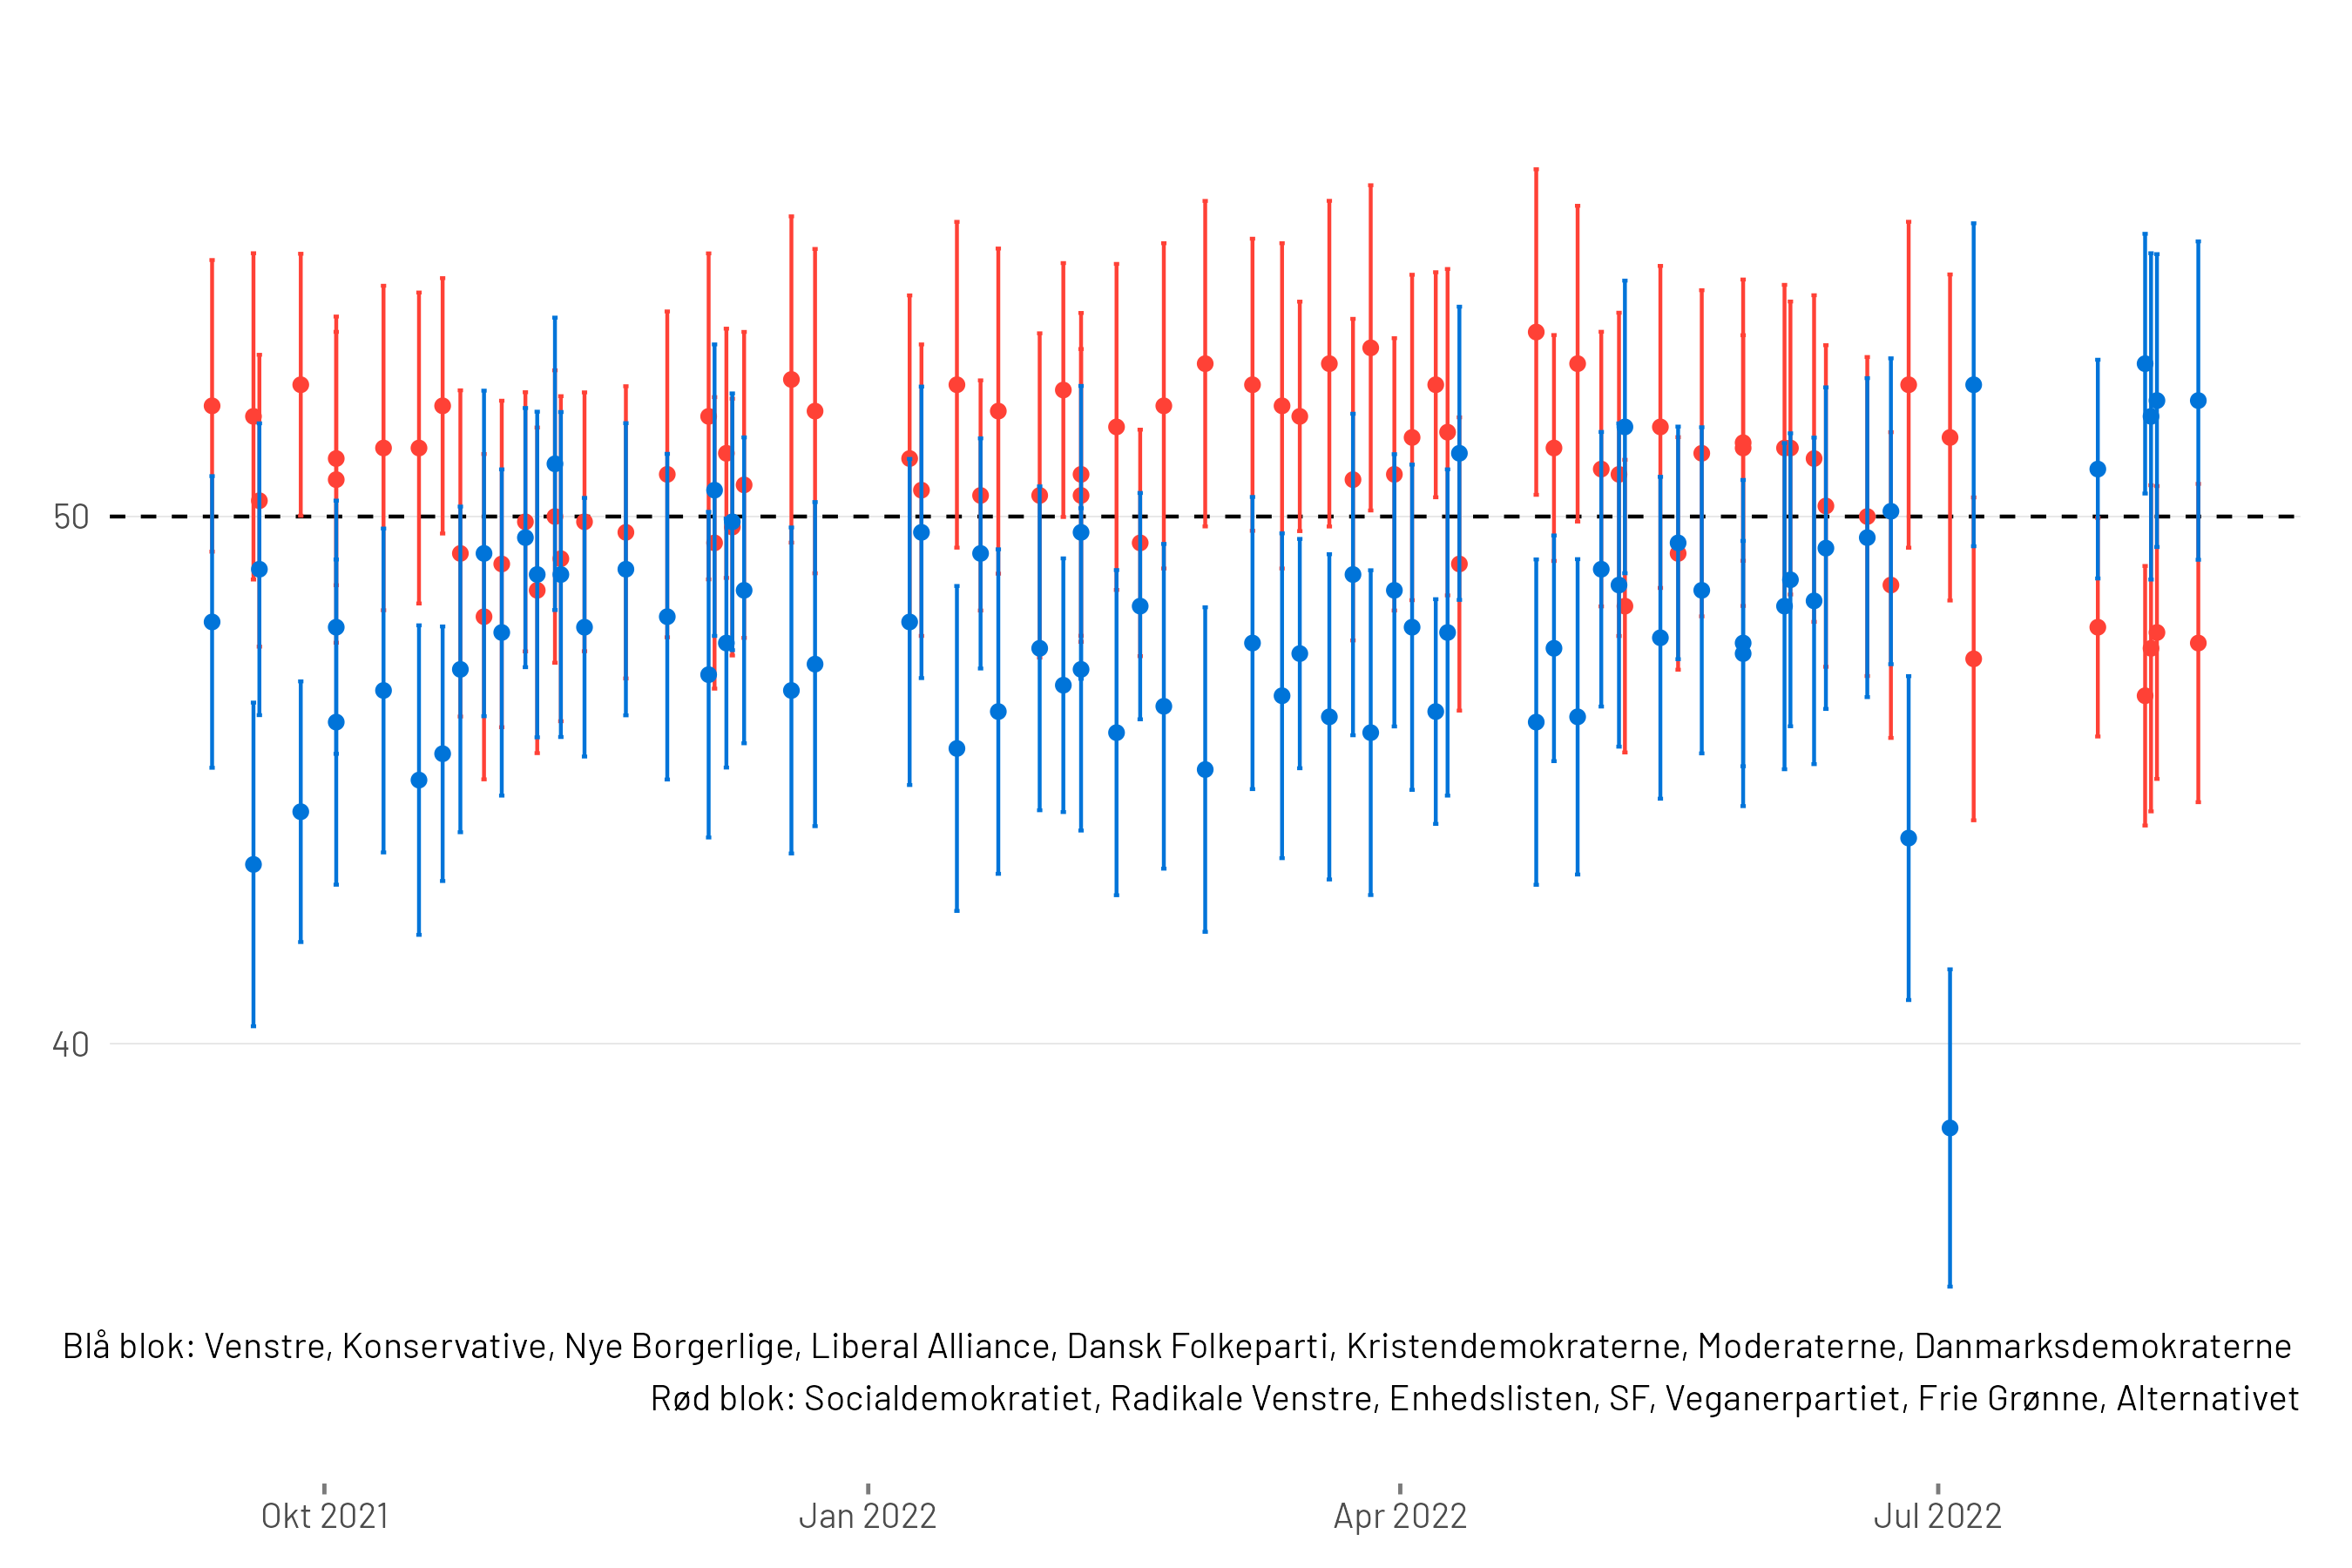 50
40
Blå blok: Venstre, Konservative, Nye Borgerlige, Liberal Alliance, Dansk Folkeparti, Kristendemokraterne, Moderaterne, Danmarksdemokraterne
Rød blok: Socialdemokratiet, Radikale Venstre, Enhedslisten, SF, Veganerpartiet, Frie Grønne, Alternativet
Okt 2021 Jan 2022 Apr 2022 Jul 2022